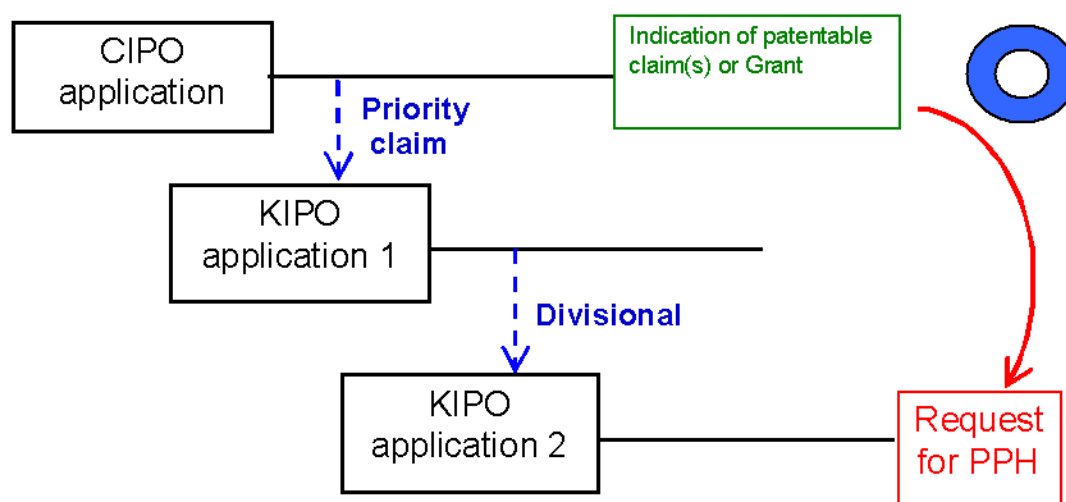 CIPO
application
Indication of patentable
claim(s) or Grant
Priority
claim
KIPO
application 1
Divisional
KIPO
application 2
Request
for PPH